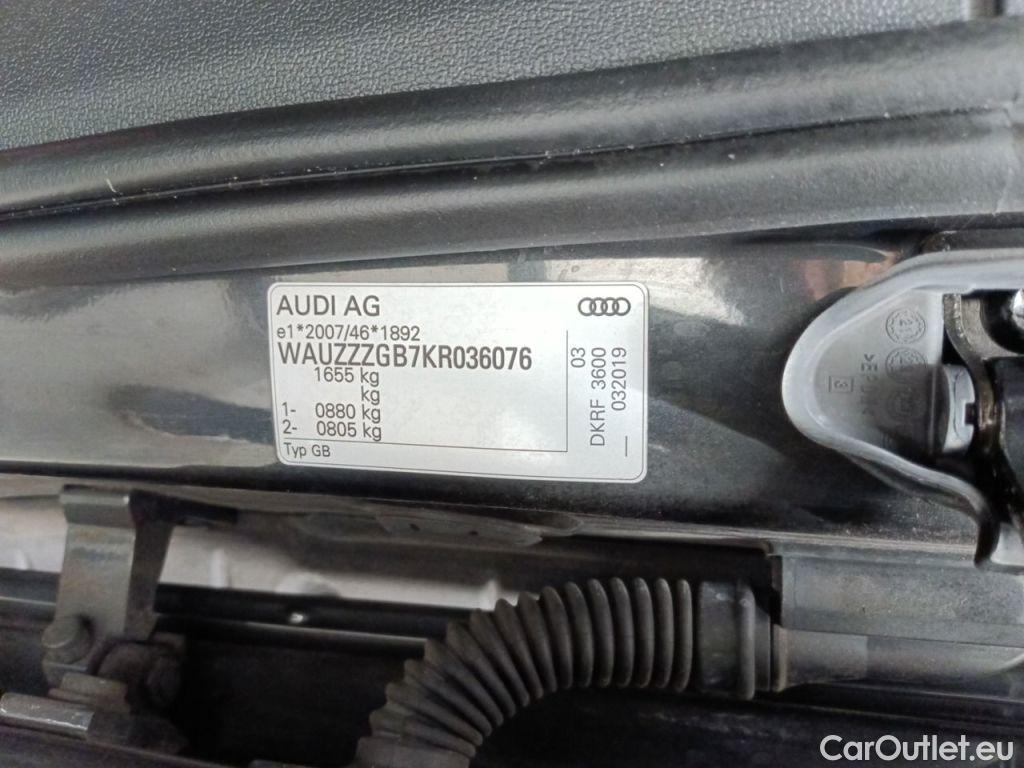 AUDI AG
e1*2007/46*1892
WAUZZZGB7KR036076
1655 kg
kg
1- 0880 kg
2- 0805 kg
Typ GB
03
DKRF 3600
— 032019
CarOutlet.eu